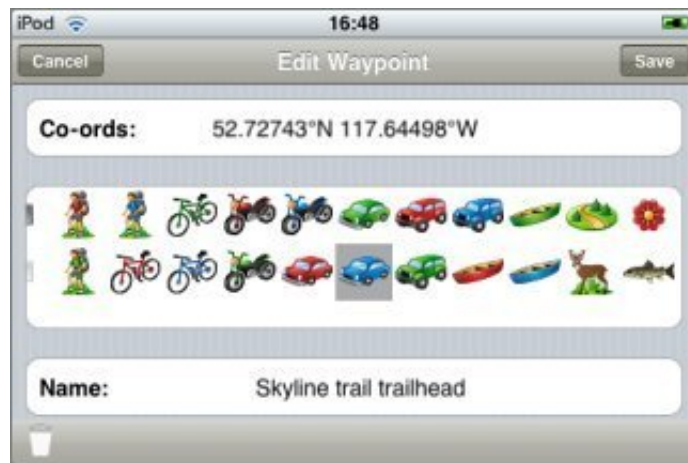 iPod 16:48
Cancel Edit Waypoint Save
Co-ords: 52.72743°N 117.64498°W
Name: Skyline trail trailhead